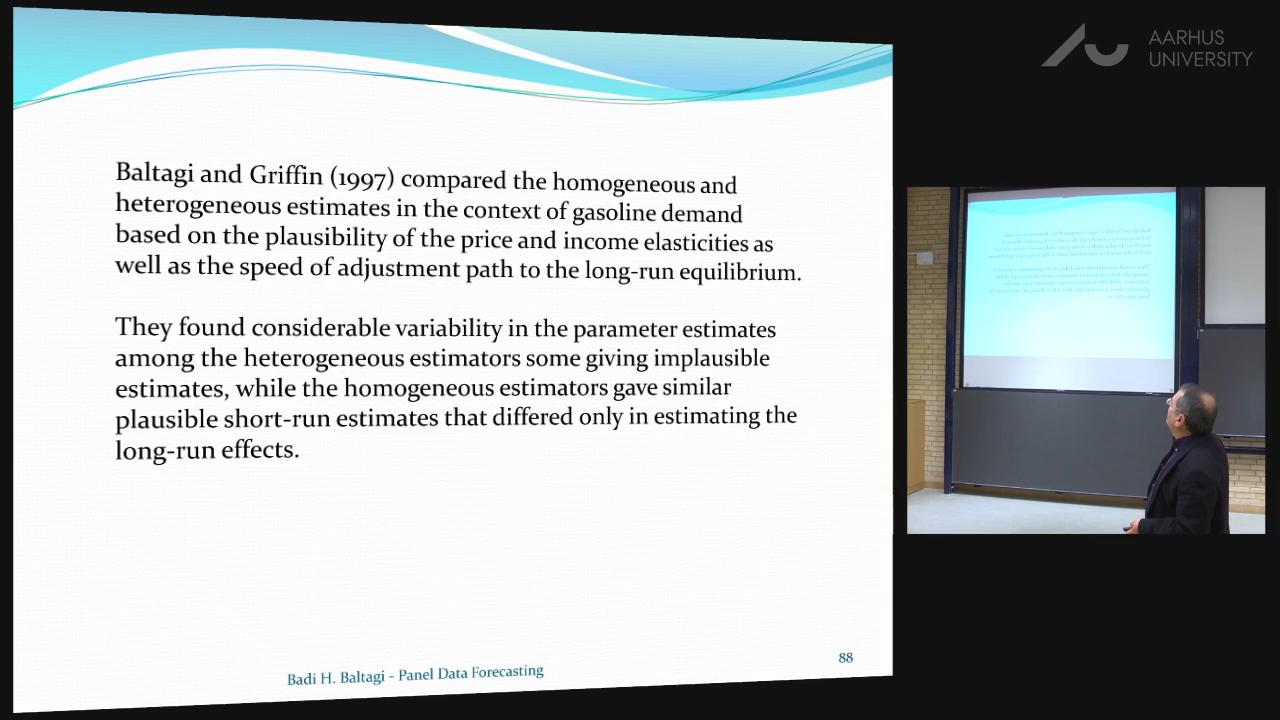 AARHUS
UNIVERSITY
Baltagi and Griffin (1997) compared the homogeneous and
heterogeneous estimates in the context of gasoline demand
based on the plausibility of the price and income elasticities as
well as the speed of adjustment path to the long-run equilibrium.
They found considerable variability in the parameter estimates
among the heterogeneous estimators some giving implausible
estimates, while the homogeneous estimators gave similar
plausible short-run estimates that differed only in estimating the
long-run effects.
Badi H. Baltagi - Panel Data Forecasting
88